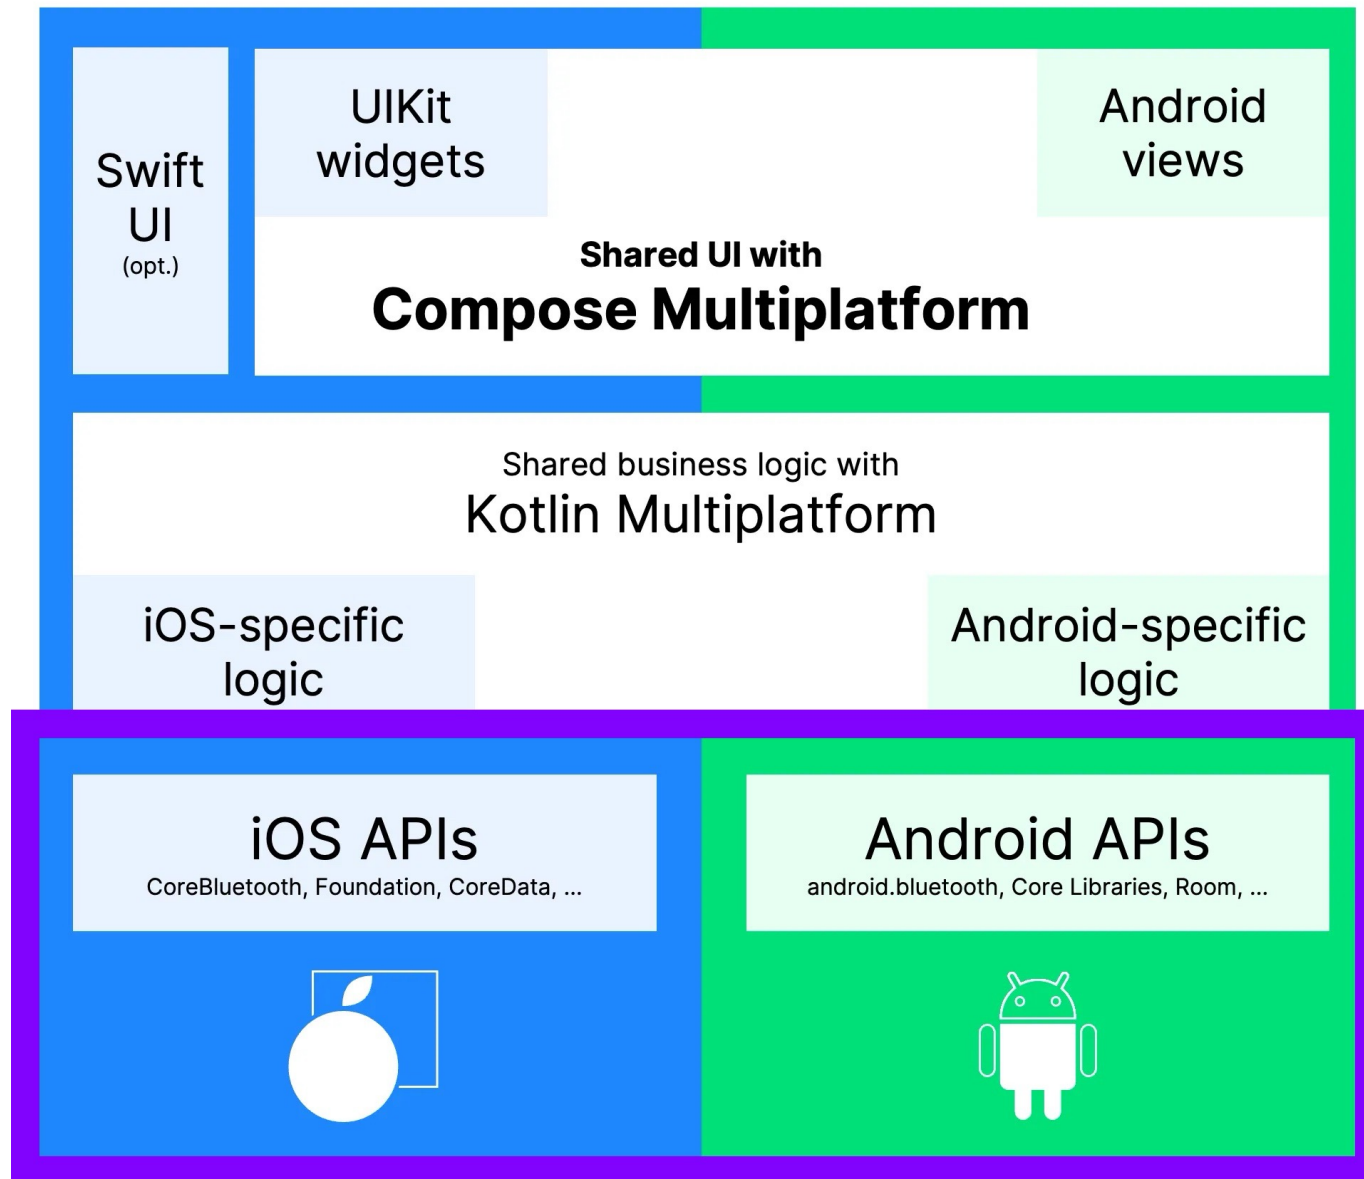 Swift
UI
(opt.)
UIKit
widgets
Android
views
Shared UI with
Compose Multiplatform
Shared business logic with
Kotlin Multiplatform
iOS-specific
logic
Android-specific
logic
iOS APIs
CoreBluetooth, Foundation, CoreData, ...
Android APIs
android.bluetooth, Core Libraries, Room, ...